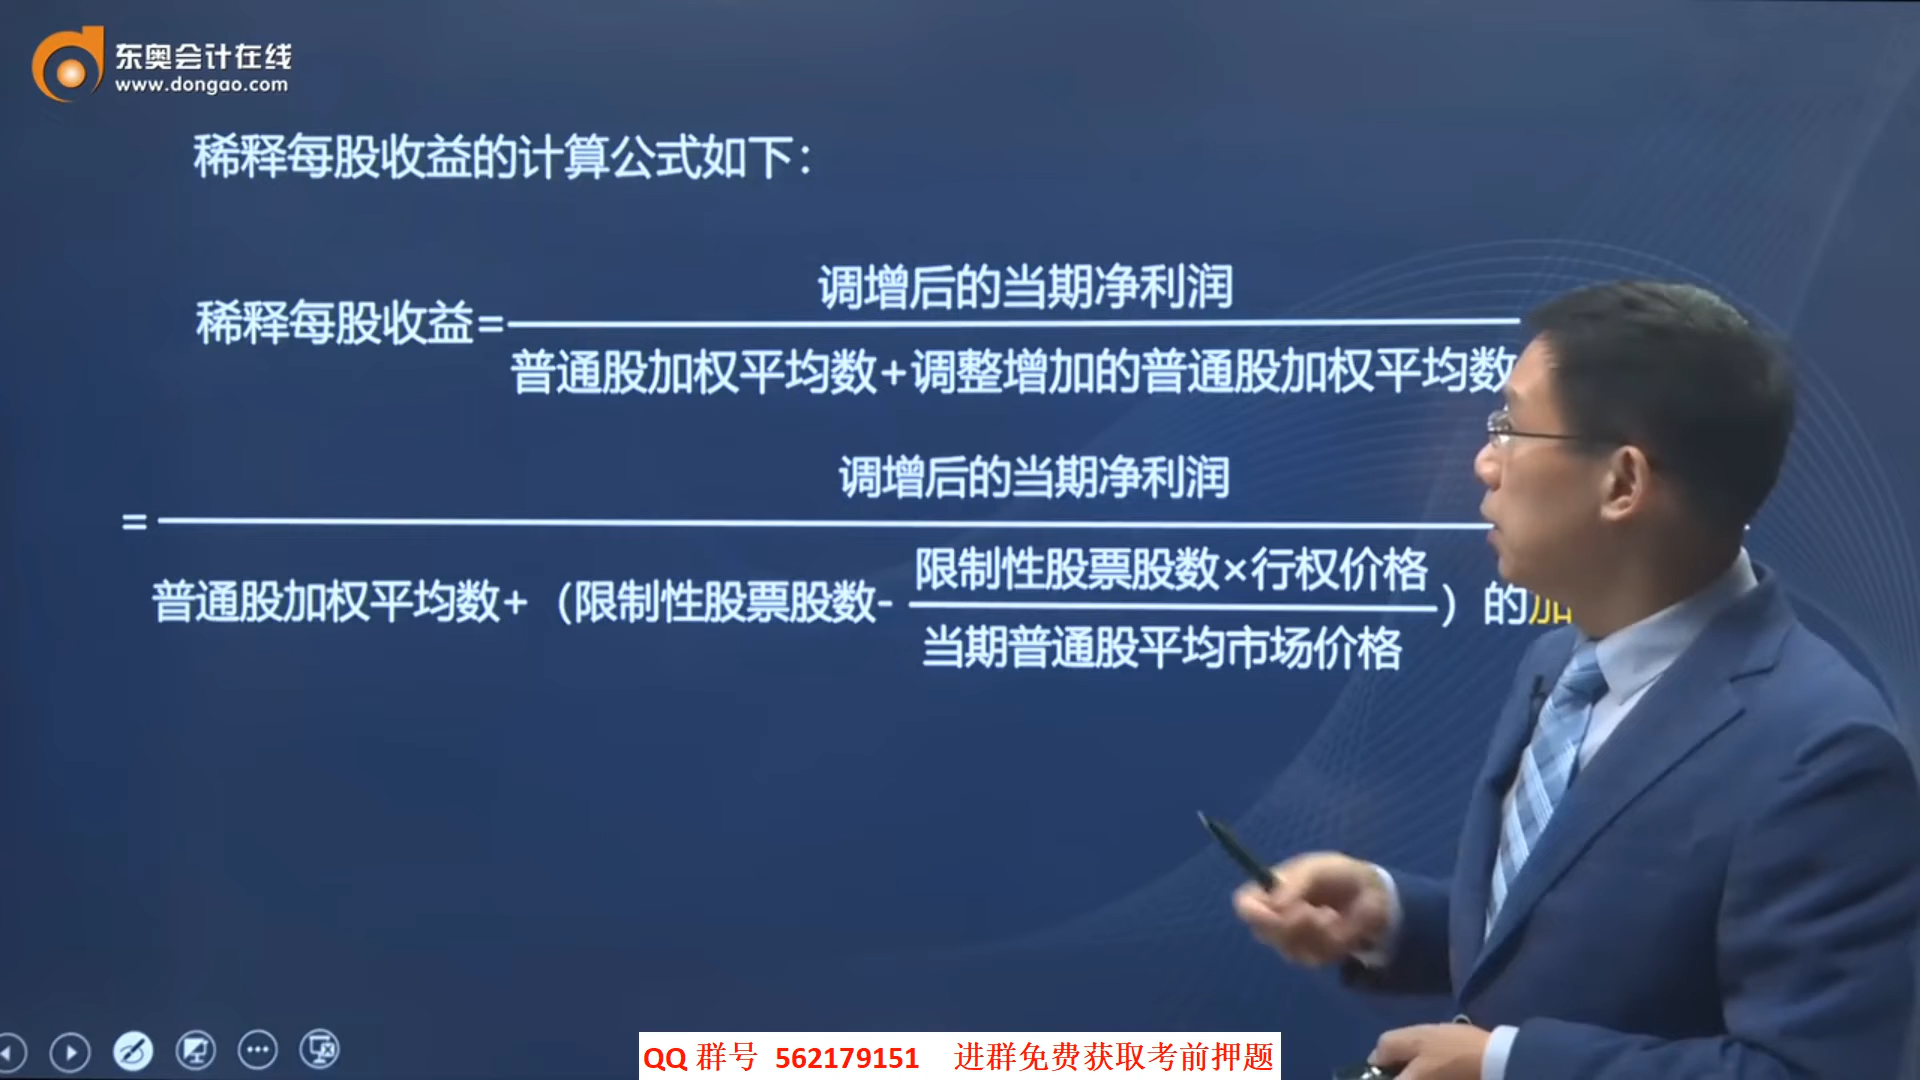 东奥会计在线
www.dongao.com
稀释每股收益的计算公式如下：
稀释每股收益=
调增后的当期净利润
普通股加权平均数+调整增加的普通股加权平均数
=
调增后的当期净利润
普通股加权平均数+（限制性股票股数-
限制性股票股数×行权价格
当期普通股平均市场价格
）的加
QQ 群号 562179151 进群免费获取考前押题